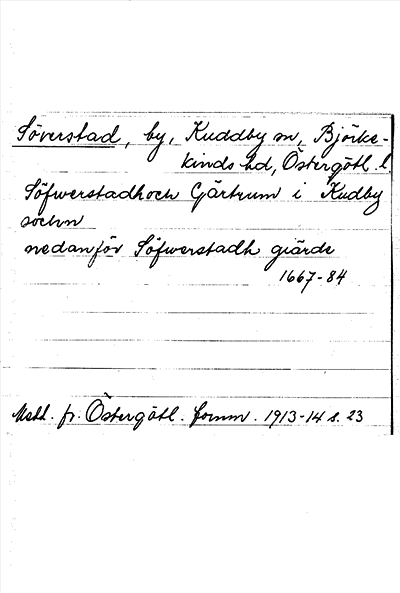 Söverstad, by, Kuddby sn, Björke-
kinds hd, Östergötl. l
Söfwerstadh och Gärtrum i Kudby
sochn
nedanför Söfwerstadh giärde
1667-84
Medd. fr. Östergötl. fornm. 1913-14 s. 23